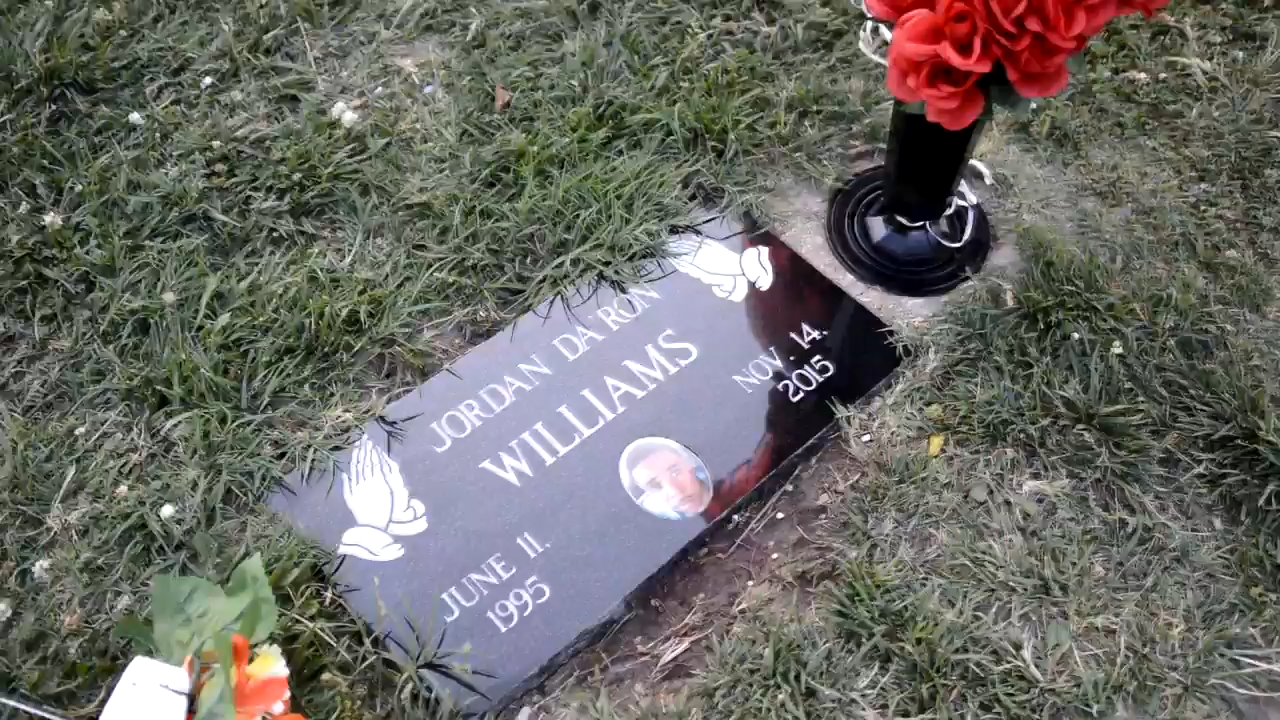 JORDAN DA'RON
WILLIAMS
JUNE 11,
1995
NOV. 14,
2015